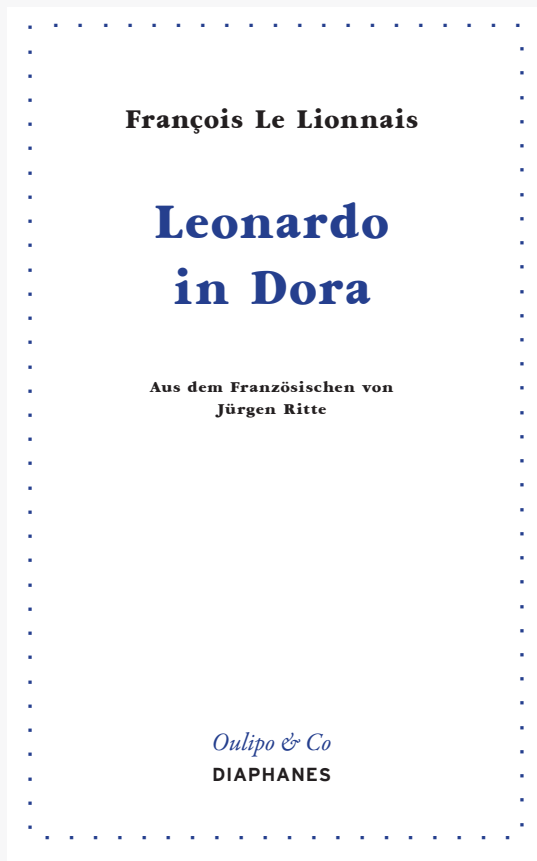 François Le Lionnais
Leonardo
in Dora
Aus dem Französischen von
Jürgen Ritte
Oulipo & Co
DIAPHANES